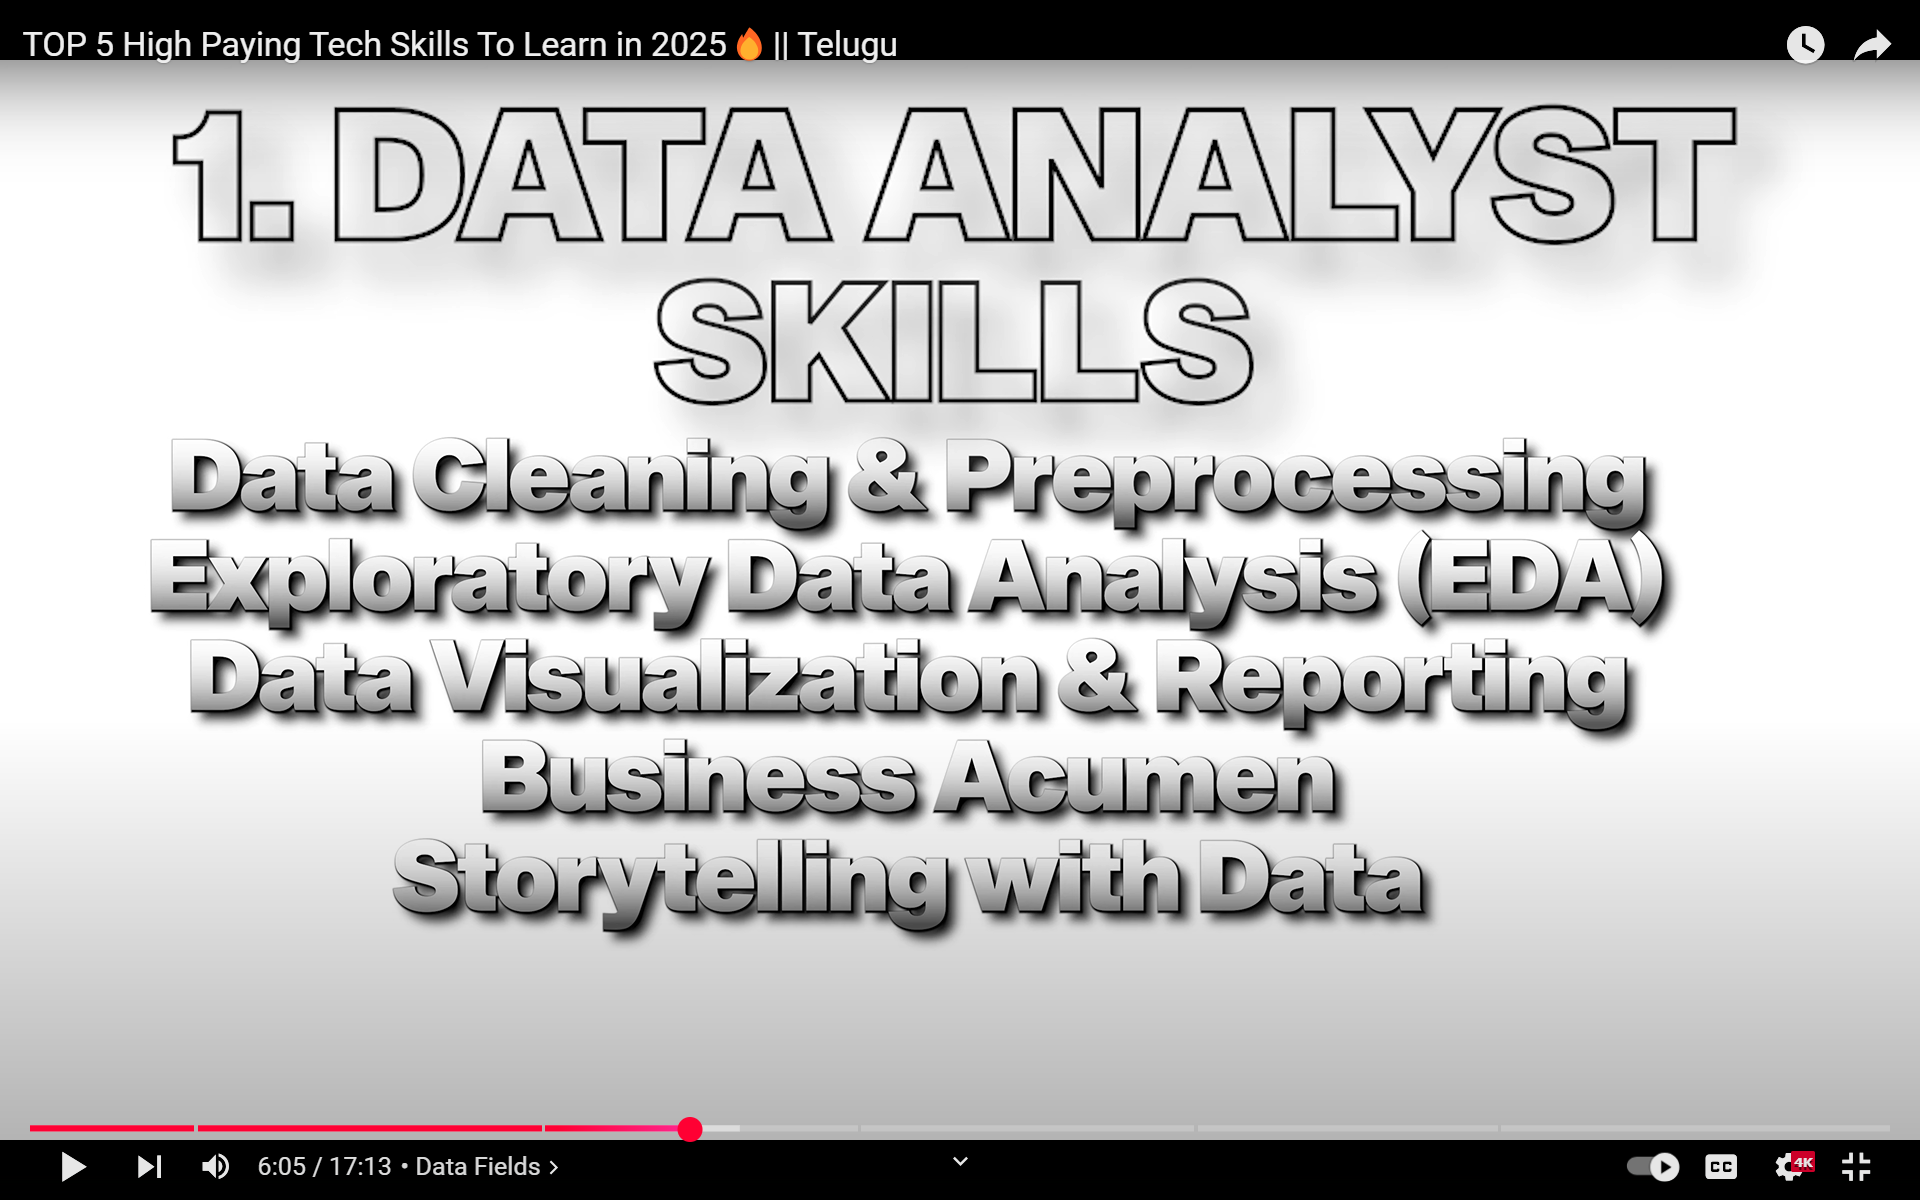 TOP 5 High Paying Tech Skills To Learn in 2025🔥 || Telugu
1. DATA ANALYST
SKILLS
Data Cleaning & Preprocessing
Exploratory Data Analysis (EDA)
Data Visualization & Reporting
Business Acumen
Storytelling with Data
6:05 / 17:13 • Data Fields ›
CC
4K